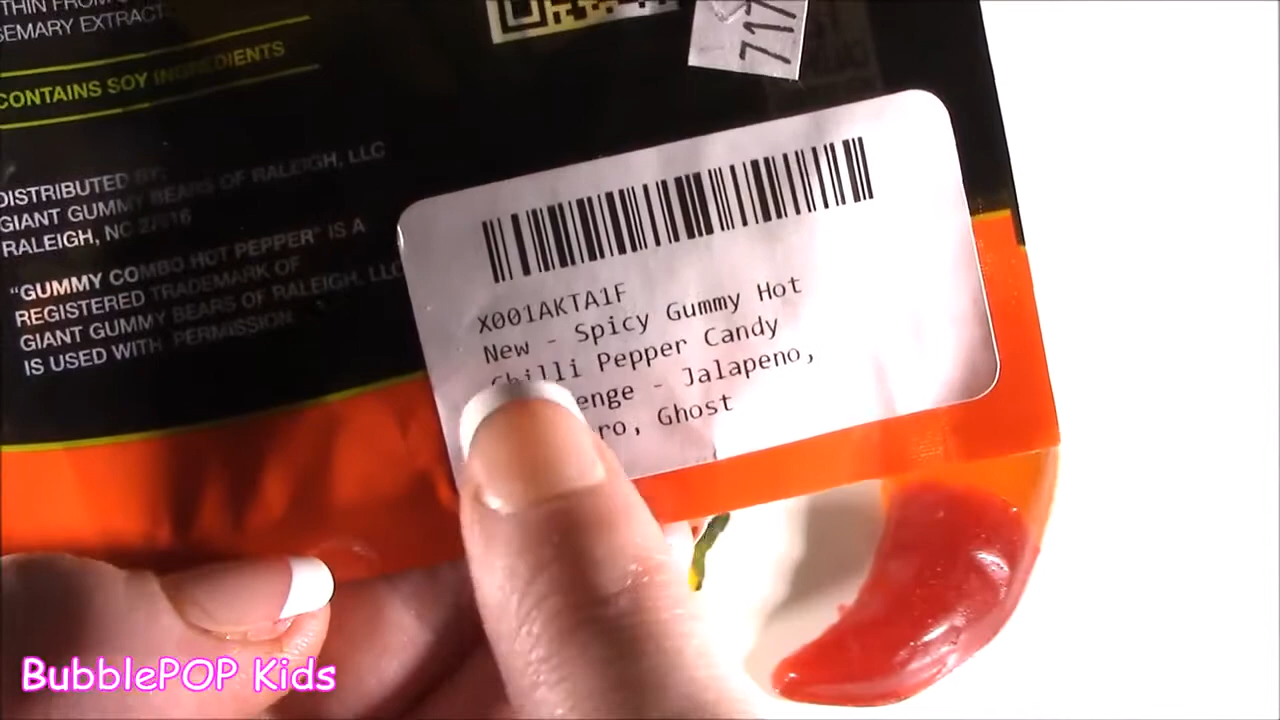 THIN FROM
SEMARY EXTRACT
CONTAINS SOY INGREDIENTS
DISTRIBUTED BY:
GIANT GUMMY BEARS OF RALEIGH, LLC
RALEIGH, NC 27616
"GUMMY COMBO HOT PEPPER" IS A
REGISTERED TRADEMARK OF
GIANT GUMMY BEARS OF RALEIGH, LLC
IS USED WITH PERMISSION
717
X001AKTA1F
New - Spicy Gummy Hot
Chilli Pepper Candy
enge - Jalapeno,
ro, Ghost
BubblePOP Kids